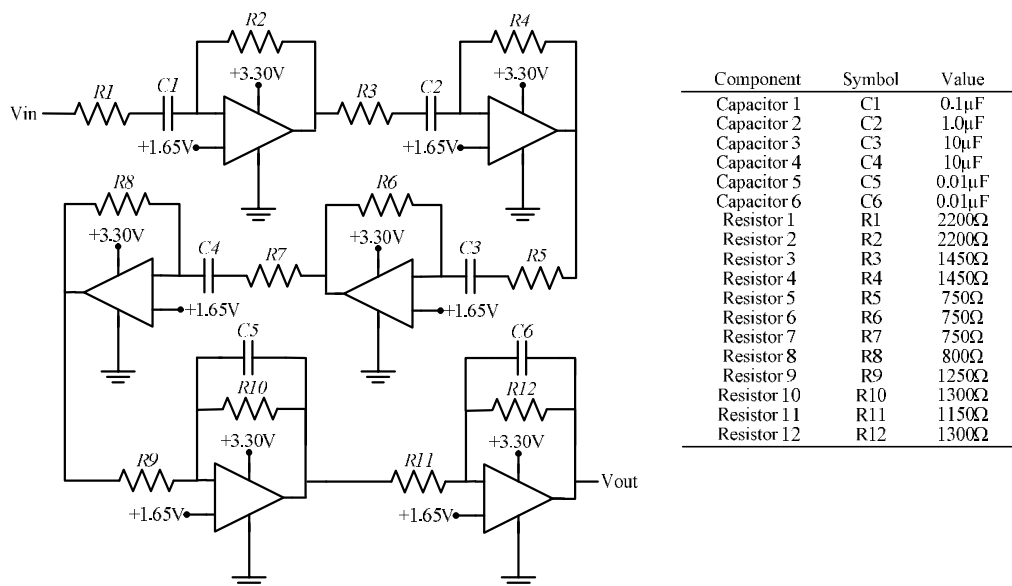 R2
R4
+3.30V
+3.30V
R1
C1
R3
C2
Vin
+1.65V
+1.65V
R8
R6
+3.30V
+3.30V
C4
R7
C3
R5
+1.65V
+1.65V
C5
C6
R10
R12
+3.30V
+3.30V
R9
R11
Vout
+1.65V
+1.65V
Component Symbol Value
Capacitor 1 C1 0.1μF
Capacitor 2 C2 1.0μF
Capacitor 3 C3 10μF
Capacitor 4 C4 10μF
Capacitor 5 C5 0.01μF
Capacitor 6 C6 0.01μF
Resistor 1 R1 2200Ω
Resistor 2 R2 2200Ω
Resistor 3 R3 1450Ω
Resistor 4 R4 1450Ω
Resistor 5 R5 750Ω
Resistor 6 R6 750Ω
Resistor 7 R7 750Ω
Resistor 8 R8 800Ω
Resistor 9 R9 1250Ω
Resistor 10 R10 1300Ω
Resistor 11 R11 1150Ω
Resistor 12 R12 1300Ω